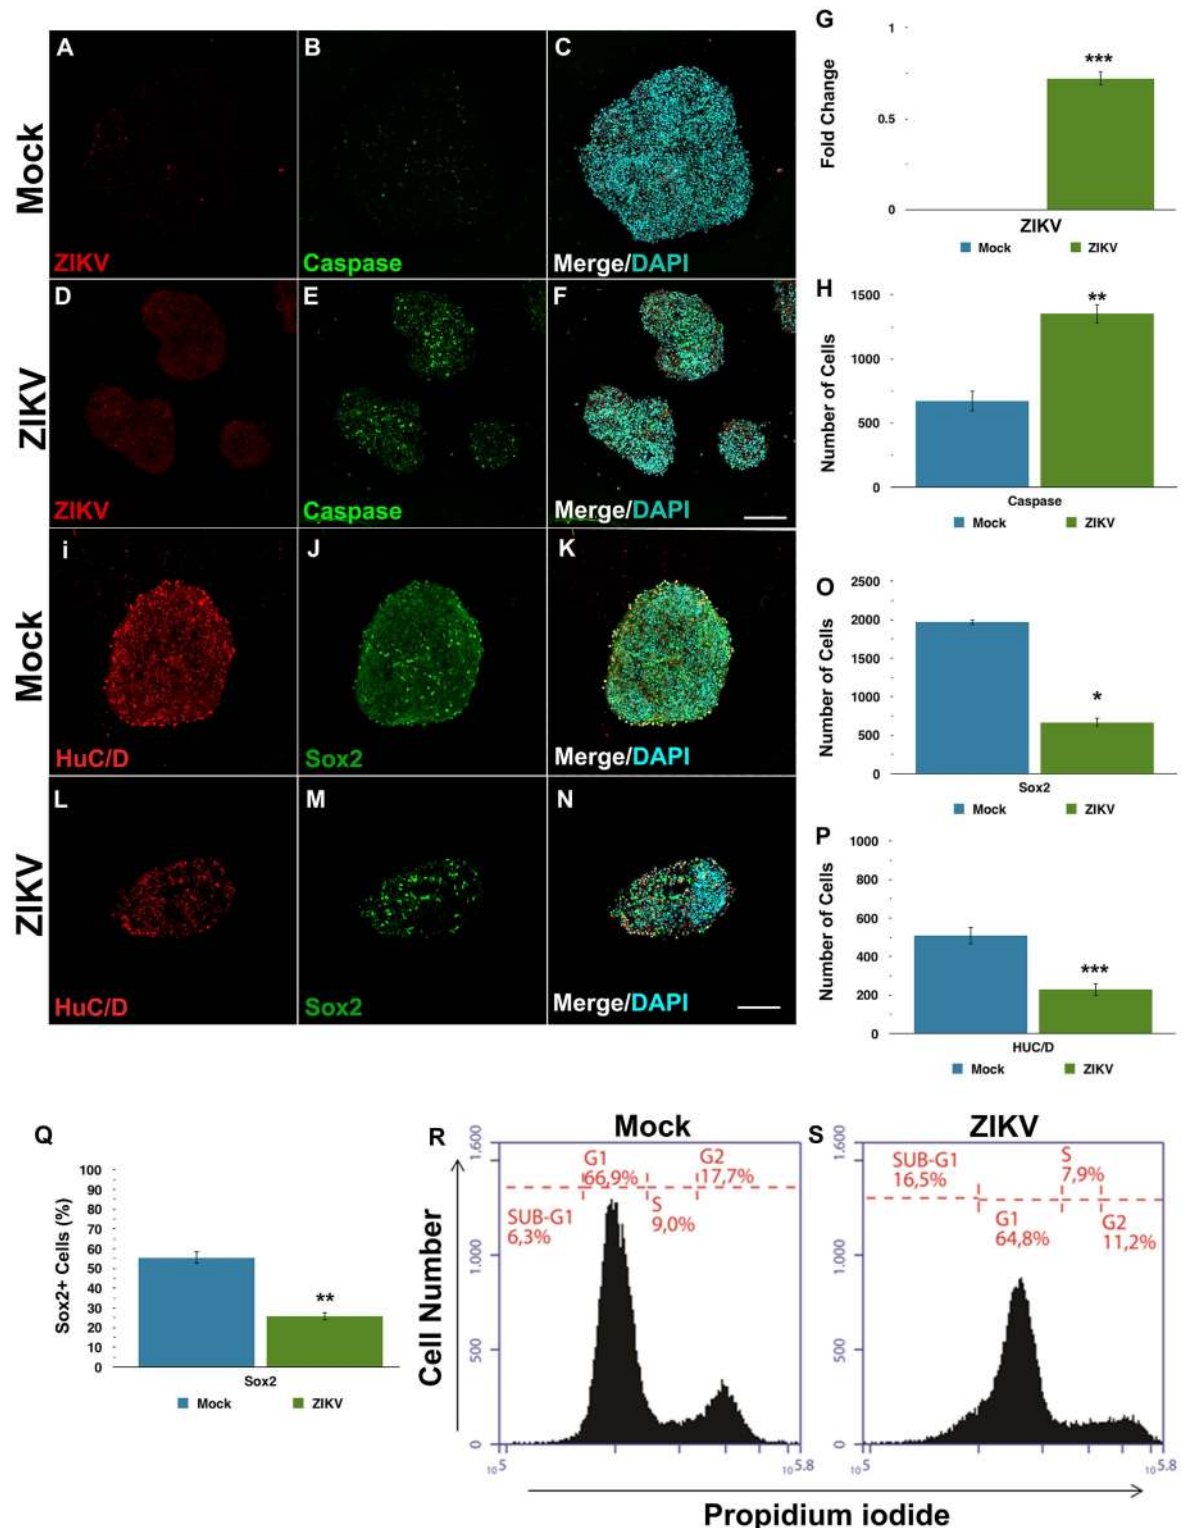 A
B
C
Mock
ZIKV
Caspase
Merge/DAPI
D
E
F
ZIKV
ZIKV
Caspase
Merge/DAPI
i
J
K
Mock
HuC/D
Sox2
Merge/DAPI
L
M
N
ZIKV
HuC/D
Sox2
Merge/DAPI
G
1
0.5
0
Fold Change
***
ZIKV
Mock ZIKV
H
1500
1000
500
0
Number of Cells
**
Caspase
Mock ZIKV
O
2500
2000
1500
1000
500
0
Number of Cells
*
Sox2
Mock ZIKV
P
1000
800
600
400
200
0
Number of Cells
***
HUC/D
Mock ZIKV
Q
100
90
80
70
60
50
40
30
20
10
0
Sox2+ Cells (%)
**
Sox2
Mock ZIKV
R
Mock
1.600
1.000
500
0
Cell Number
G1
66,9%
G2
17,7%
SUB-G1
6,3%
S
9,0%
10 5
10 5.8
S
ZIKV
1.600
1.000
500
0
SUB-G1
16,5%
S
7,9%
G1
64,8%
G2
11,2%
10 5
10 5.8
Propidium iodide